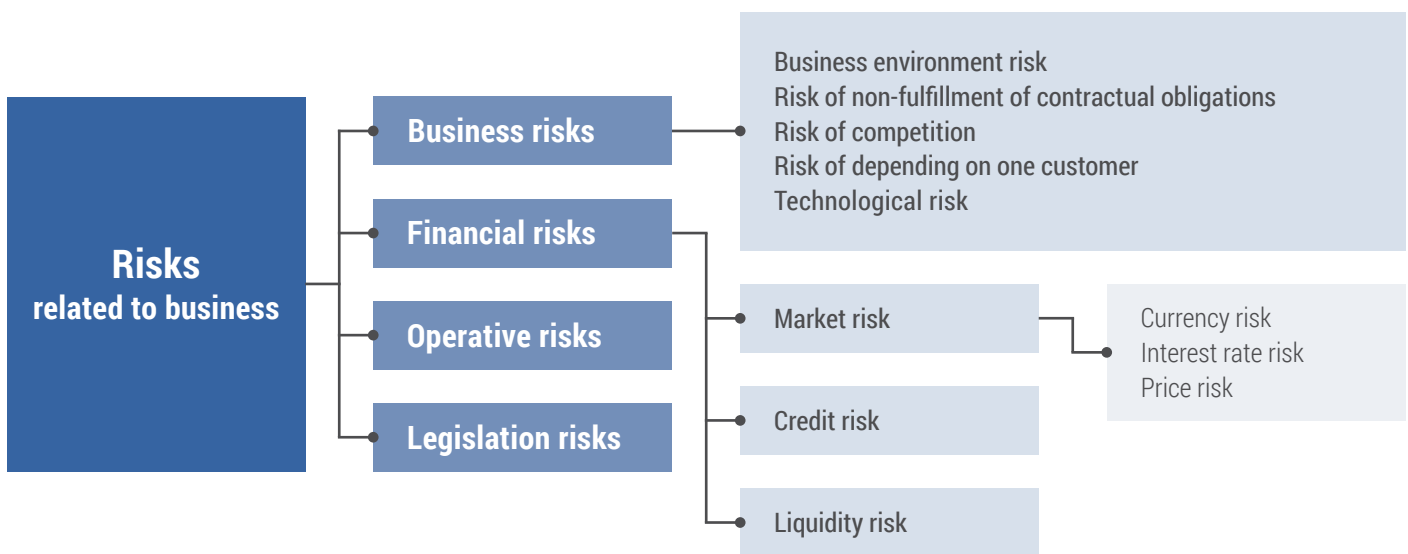 Risks
related to business
Business risks
Financial risks
Operative risks
Legislation risks
Business environment risk
Risk of non-fulfillment of contractual obligations
Risk of competition
Risk of depending on one customer
Technological risk
Market risk
Credit risk
Liquidity risk
Currency risk
Interest rate risk
Price risk